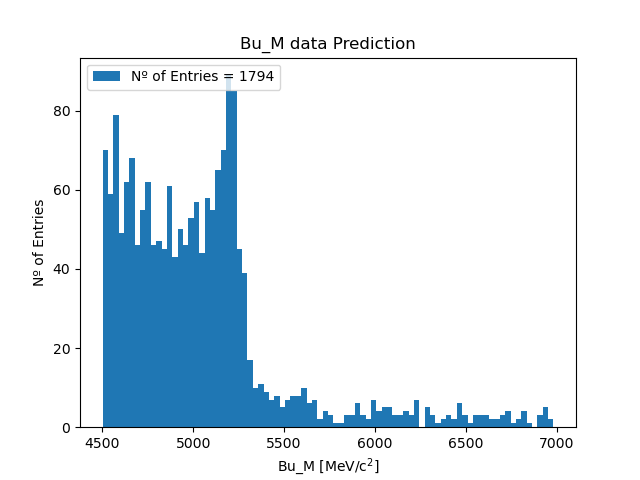 Bu_M data Prediction
Nº of Entries = 1794
Nº of Entries
80
60
40
20
0
4500 5000 5500 6000 6500 7000
Bu_M [MeV/c²]